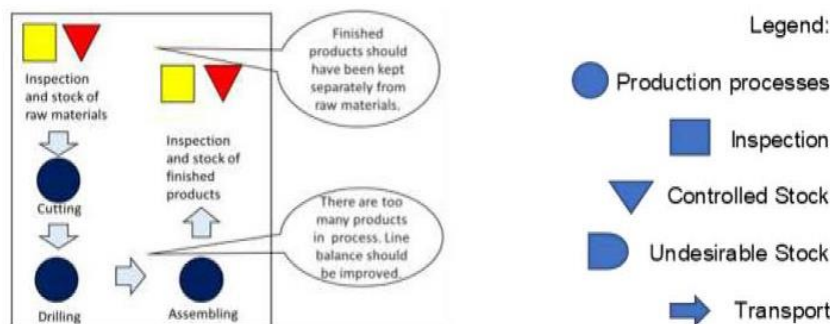 Inspection
and stock of
raw materials
Cutting
Drilling
Assembling
Inspection
and stock of
finished
products
Finished
products should
have been kept
separately from
raw materials.
There are too
many products
in process. Line
balance should
be improved.
Legend:
Production processes
Inspection
Controlled Stock
Undesirable Stock
Transport